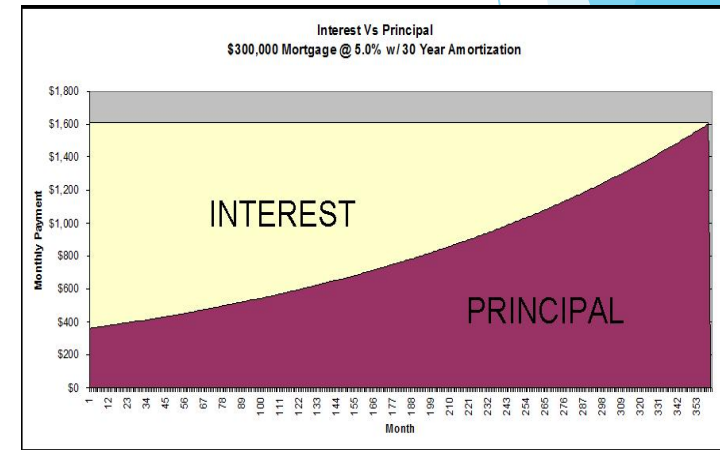 Interest Vs Principal
$300,000 Mortgage @ 5.0% w/ 30 Year Amortization
$1,800
$1,600
$1,400
$1,200
$1,000
$800
$600
$400
$200
$0
Monthly Payment
INTEREST
PRINCIPAL
1 12 23 34 45 56 67 78 89 100 111 122 133 144 155 166 177 188 199 210 221 232 243 254 265 276 287 298 309 320 331 342 353
Month